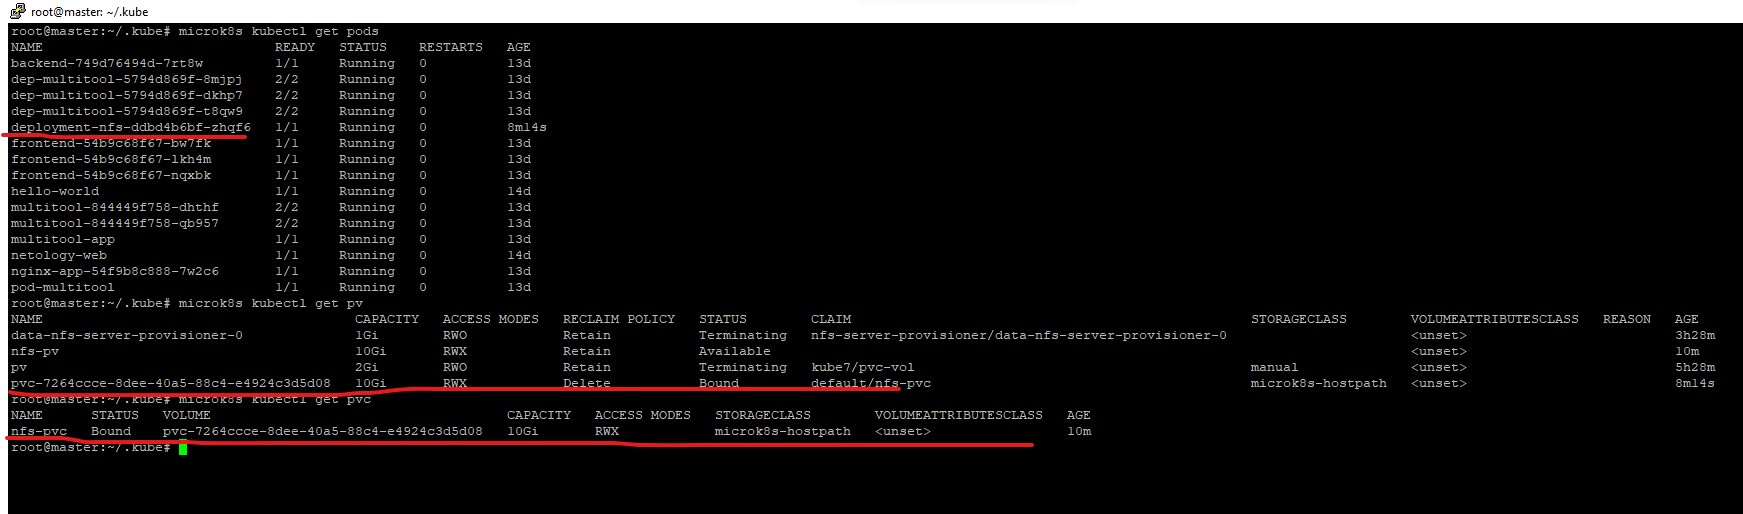 root@master: ~/.kube
root@master:~/.kube# microk8s kubectl get pods
NAME READY STATUS RESTARTS AGE
backend-749d76494d-7rt8w 1/1 Running 0 13d
dep-multitool-5794d869f-8mjpj 2/2 Running 0 13d
dep-multitool-5794d869f-dkhp7 2/2 Running 0 13d
dep-multitool-5794d869f-t8qw9 2/2 Running 0 13d
deployment-nfs-ddbd4b6bf-zhqf6 1/1 Running 0 8m14s
frontend-54b9c68f67-bw7fk 1/1 Running 0 13d
frontend-54b9c68f67-lkh4m 1/1 Running 0 13d
frontend-54b9c68f67-nqxbk 1/1 Running 0 13d
hello-world 1/1 Running 0 14d
multitool-844449f758-dhthf 2/2 Running 0 13d
multitool-844449f758-qb957 2/2 Running 0 13d
multitool-app 1/1 Running 0 13d
netology-web 1/1 Running 0 14d
nginx-app-54f9b8c888-7w2c6 1/1 Running 0 13d
pod-multitool 1/1 Running 0 13d
root@master:~/.kube# microk8s kubectl get pv
NAME CAPACITY ACCESS MODES RECLAIM POLICY STATUS CLAIM STORAGECLASS VOLUMEATTRIBUTESCLASS REASON AGE
data-nfs-server-provisioner-0 1Gi RWO Retain Terminating nfs-server-provisioner/data-nfs-server-provisioner-0 <unset> 3h28m
nfs-pv 10Gi RWX Retain Available <unset> 10m
pv 2Gi RWO Retain Terminating kube7/pvc-vol manual <unset> 5h28m
pvc-7264ccce-8dee-40a5-88c4-e4924c3d5d08 10Gi RWX Delete Bound default/nfs-pvc microk8s-hostpath <unset> 8m14s
root@master:~/.kube# microk8s kubectl get pvc
NAME STATUS VOLUME CAPACITY ACCESS MODES STORAGECLASS VOLUMEATTRIBUTESCLASS AGE
nfs-pvc Bound pvc-7264ccce-8dee-40a5-88c4-e4924c3d5d08 10Gi RWX microk8s-hostpath <unset> 10m
root@master:~/.kube#